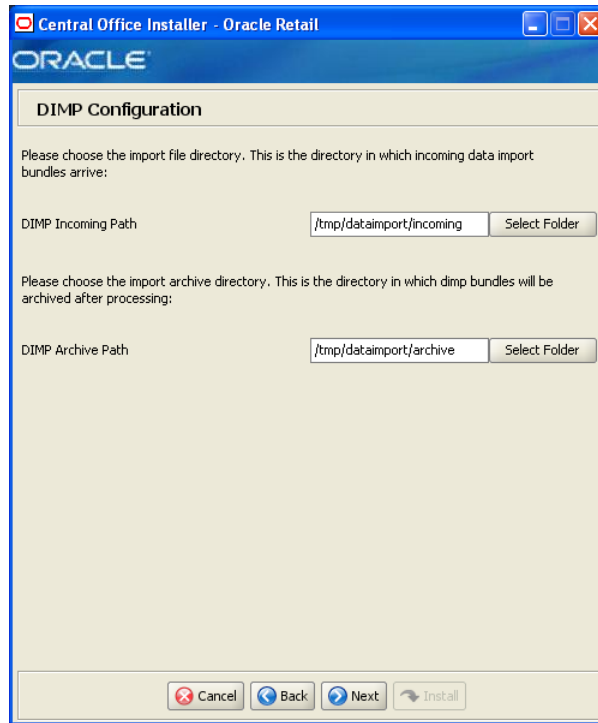 Central Office Installer - Oracle Retail
ORACLE
DIMP Configuration
Please choose the import file directory. This is the directory in which incoming data import
bundles arrive:
DIMP Incoming Path
/tmp/dataimport/incoming
Select Folder
Please choose the import archive directory. This is the directory in which dimp bundles will be
archived after processing:
DIMP Archive Path
/tmp/dataimport/archive
Select Folder
Cancel
Back
Next
Install